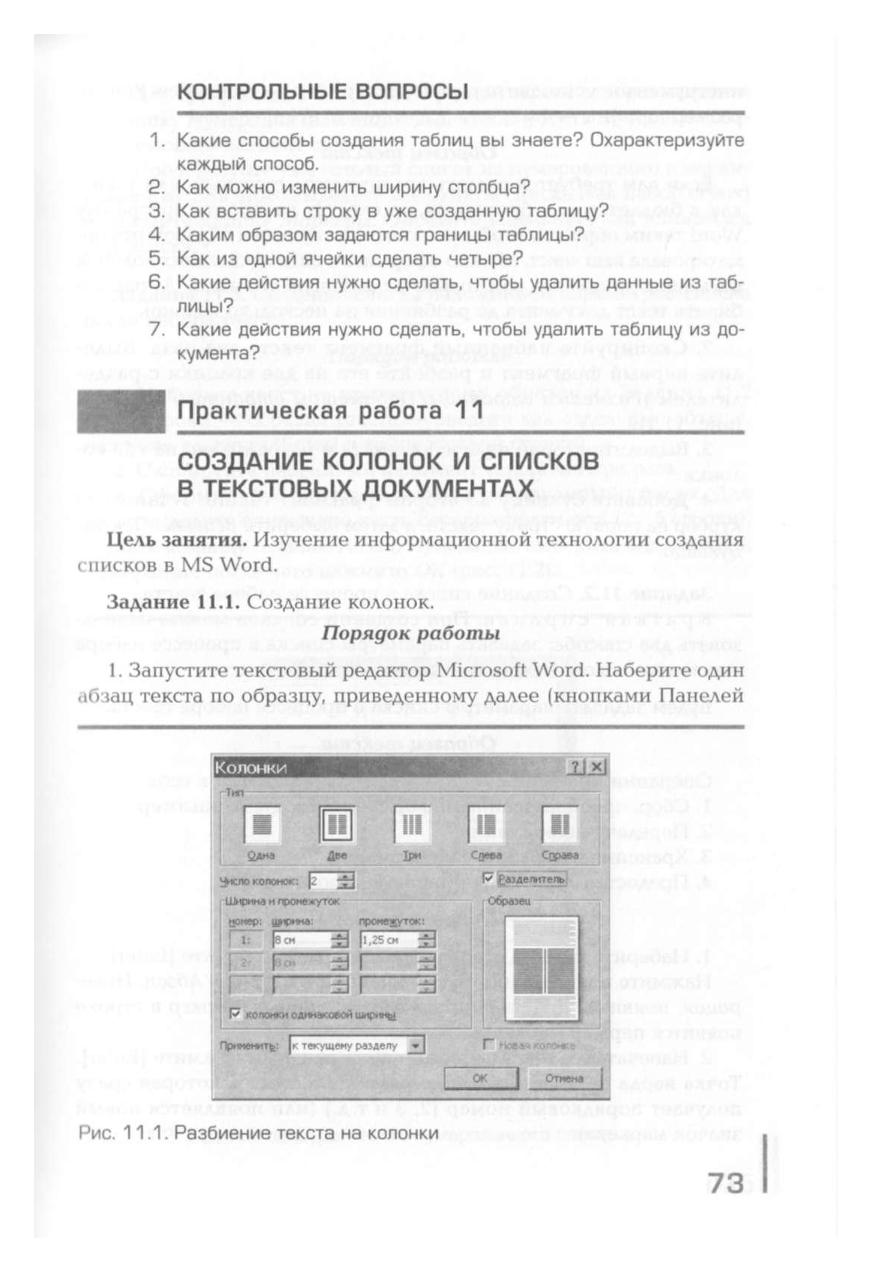 КОНТРОЛЬНЫЕ ВОПРОСЫ
1. Какие способы создания таблиц вы знаете? Охарактеризуйте
каждый способ.
2. Как можно изменить ширину столбца?
3. Как вставить строку в уже созданную таблицу?
4. Каким образом задаются границы таблицы?
5. Как из одной ячейки сделать четыре?
6. Какие действия нужно сделать, чтобы удалить данные из таб-
лицы?
7. Какие действия нужно сделать, чтобы удалить таблицу из до-
кумента?
Практическая работа 11
СОЗДАНИЕ КОЛОНОК И СПИСКОВ
В ТЕКСТОВЫХ ДОКУМЕНТАХ
Цель занятия. Изучение информационной технологии создания
списков в MS Word.
Задание 11.1. Создание колонок.
Порядок работы
1. Запустите текстовый редактор Microsoft Word. Наберите один
абзац текста по образцу, приведенному далее (кнопками Панелей
Колонки
Тип
Одна Две Три Слева Справа
Число колонок: 2 Разделитель
Ширина и промежуток Образец
номер: ширина: промежуток:
1: 8 см 1,25 см
2: 8 см
колонки одинаковой ширины
Применить: к текущему разделу Новая колонка
ОК Отмена
Рис. 11.1. Разбиение текста на колонки
73